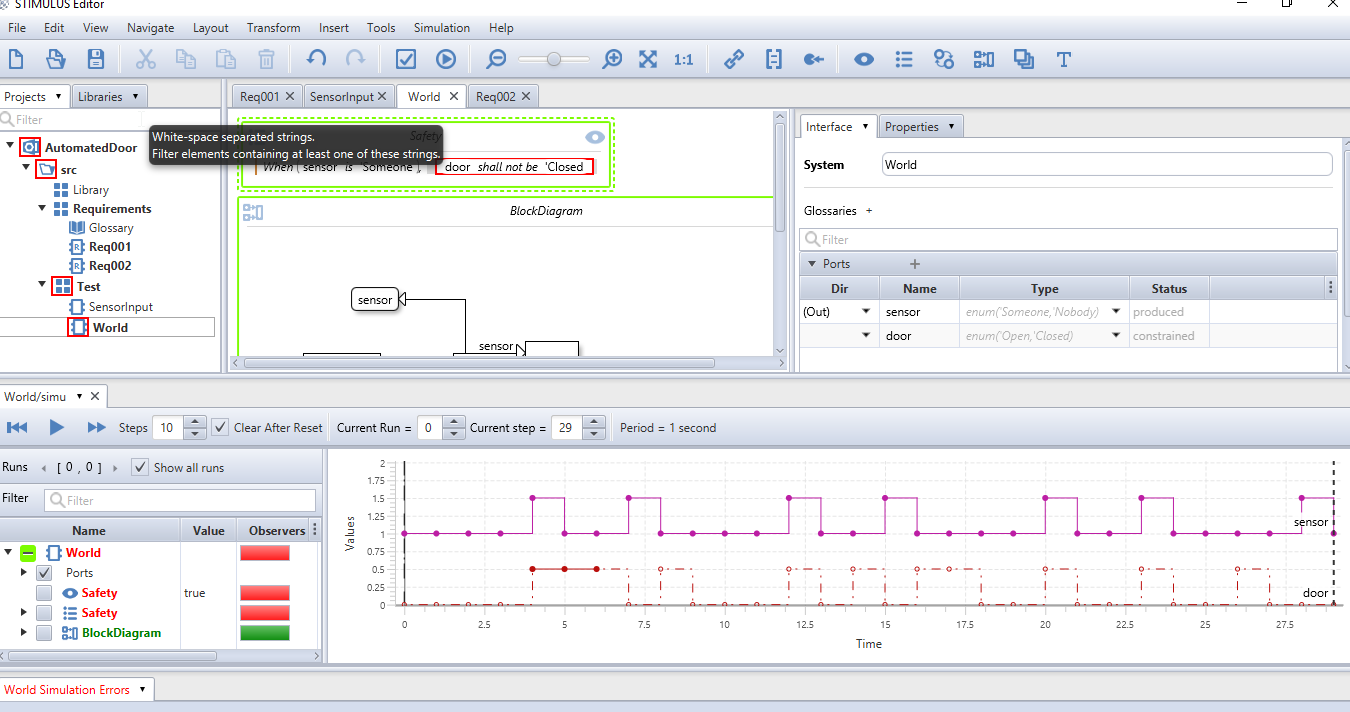 STIMULUS Editor
File Edit View Navigate Layout Transform Insert Tools Simulation Help
1:1 T
Projects Libraries
Filter
AutomatedDoor
src
Library
Requirements
Glossary
Req001
Req002
Test
SensorInput
World
Req001 SensorInput World Req002
White-space separated strings.
Filter elements containing at least one of these strings.
Safety
When sensor is 'Someone , door shall not be 'Closed
BlockDiagram
sensor
sensor
Interface Properties
System World
Glossaries +
Filter
Ports +
Dir Name Type Status
(Out) sensor enum('Someone,'Nobody) produced
door enum('Open,'Closed) constrained
World/simu
Steps 10 Clear After Reset Current Run = 0 Current step = 29 Period = 1 second
Runs [ 0 , 0 ] Show all runs
Filter Filter
Name Value Observers
World
Ports
Safety true
Safety
BlockDiagram
Values
2
1.75
1.5
1.25
1
0.75
0.5
0.25
0
sensor
door
0 2.5 5 7.5 10 12.5 15 17.5 20 22.5 25 27.5
Time
World Simulation Errors